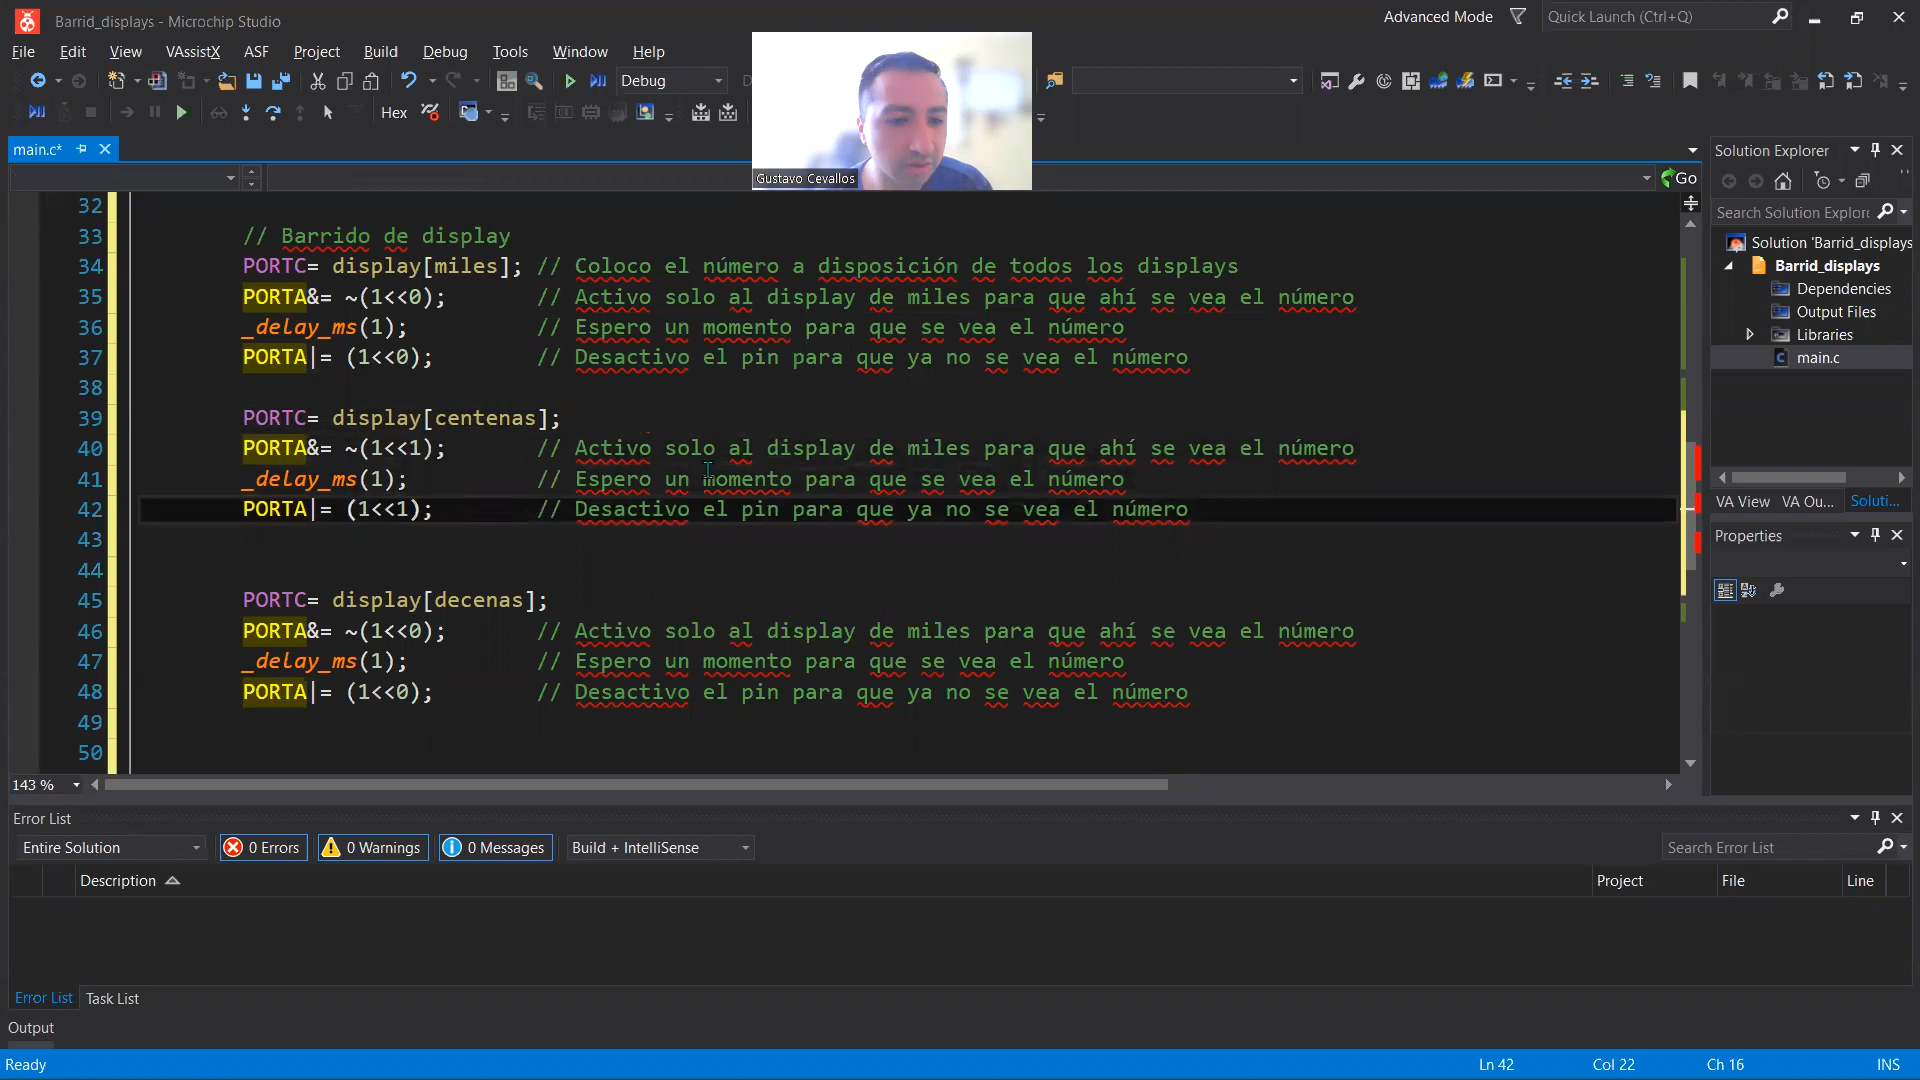 Barrid_displays - Microchip Studio
Advanced Mode
Quick Launch (Ctrl+Q)
File Edit View VAssistX ASF Project Build Debug Tools Window Help
Debug
Hex
Gustavo Cevallos
main.c*
Go
32
33 // Barrido de display
34 PORTC= display[miles]; // Coloco el número a disposición de todos los displays
35 PORTA&= ~(1<<0); // Activo solo al display de miles para que ahí se vea el número
36 _delay_ms(1); // Espero un momento para que se vea el número
37 PORTA|= (1<<0); // Desactivo el pin para que ya no se vea el número
38
39 PORTC= display[centenas];
40 PORTA&= ~(1<<1); // Activo solo al display de miles para que ahí se vea el número
41 _delay_ms(1); // Espero un momento para que se vea el número
42 PORTA|= (1<<1); // Desactivo el pin para que ya no se vea el número
43
44
45 PORTC= display[decenas];
46 PORTA&= ~(1<<0); // Activo solo al display de miles para que ahí se vea el número
47 _delay_ms(1); // Espero un momento para que se vea el número
48 PORTA|= (1<<0); // Desactivo el pin para que ya no se vea el número
49
50
143 %
Solution Explorer
Search Solution Explor
Solution 'Barrid_displays
Barrid_displays
Dependencies
Output Files
Libraries
main.c
VA View VA Ou... Soluti...
Properties
Error List
Entire Solution 0 Errors 0 Warnings 0 Messages Build + IntelliSense
Search Error List
Description Project File Line
Error List Task List
Output
Ready Ln 42 Col 22 Ch 16 INS